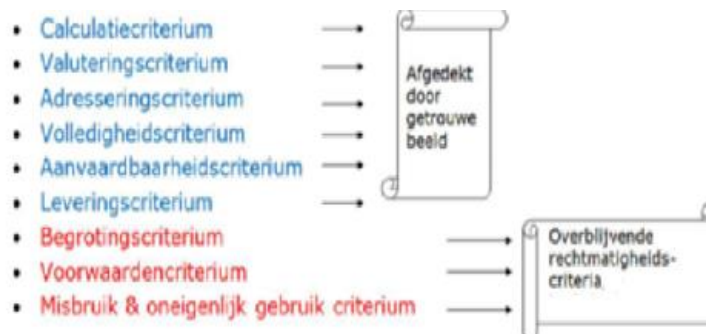 • Calculatiecriterium
• Valuteringscriterium
• Adresseringscriterium
• Volledigheidscriterium
• Aanvaardbaarheidscriterium
• Leveringscriterium
• Begrotingscriterium
• Voorwaardencriterium
• Misbruik & oneigenlijk gebruik criterium
Afgedekt
door
getrouwe
beeld
Overblijvende
rechtmatigheids-
criteria